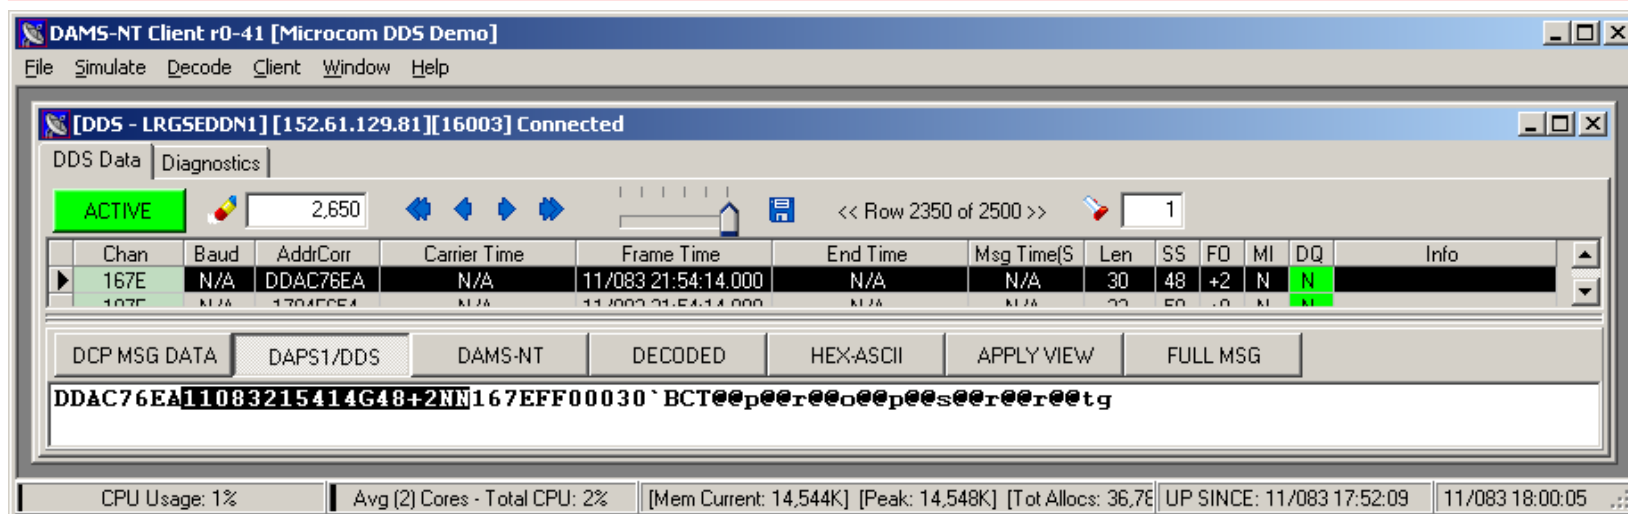 DAMS-NT Client r0-41 [Microcom DDS Demo]
File Simulate Decode Client Window Help
[DDS - LRGSEDDN1] [152.61.129.81][16003] Connected
DDS Data Diagnostics
ACTIVE 2,650 << Row 2350 of 2500 >> 1
Chan Baud AddrCorr Carrier Time Frame Time End Time Msg Time(S Len SS FO MI DQ Info
167E N/A DDAC76EA N/A 11/083 21:54:14.000 N/A N/A 30 48 +2 N N
DCP MSG DATA DAPS1/DDS DAMS-NT DECODED HEX-ASCII APPLY VIEW FULL MSG
DDAC76EA11083215414G48+2NN167EFF00030`BCT@@p@@r@@o@@p@@s@@r@@r@@tg
CPU Usage: 1% Avg (2) Cores - Total CPU: 2% [Mem Current: 14,544K] [Peak: 14,548K] [Tot Allocs: 36,78 UP SINCE: 11/083 17:52:09 11/083 18:00:05